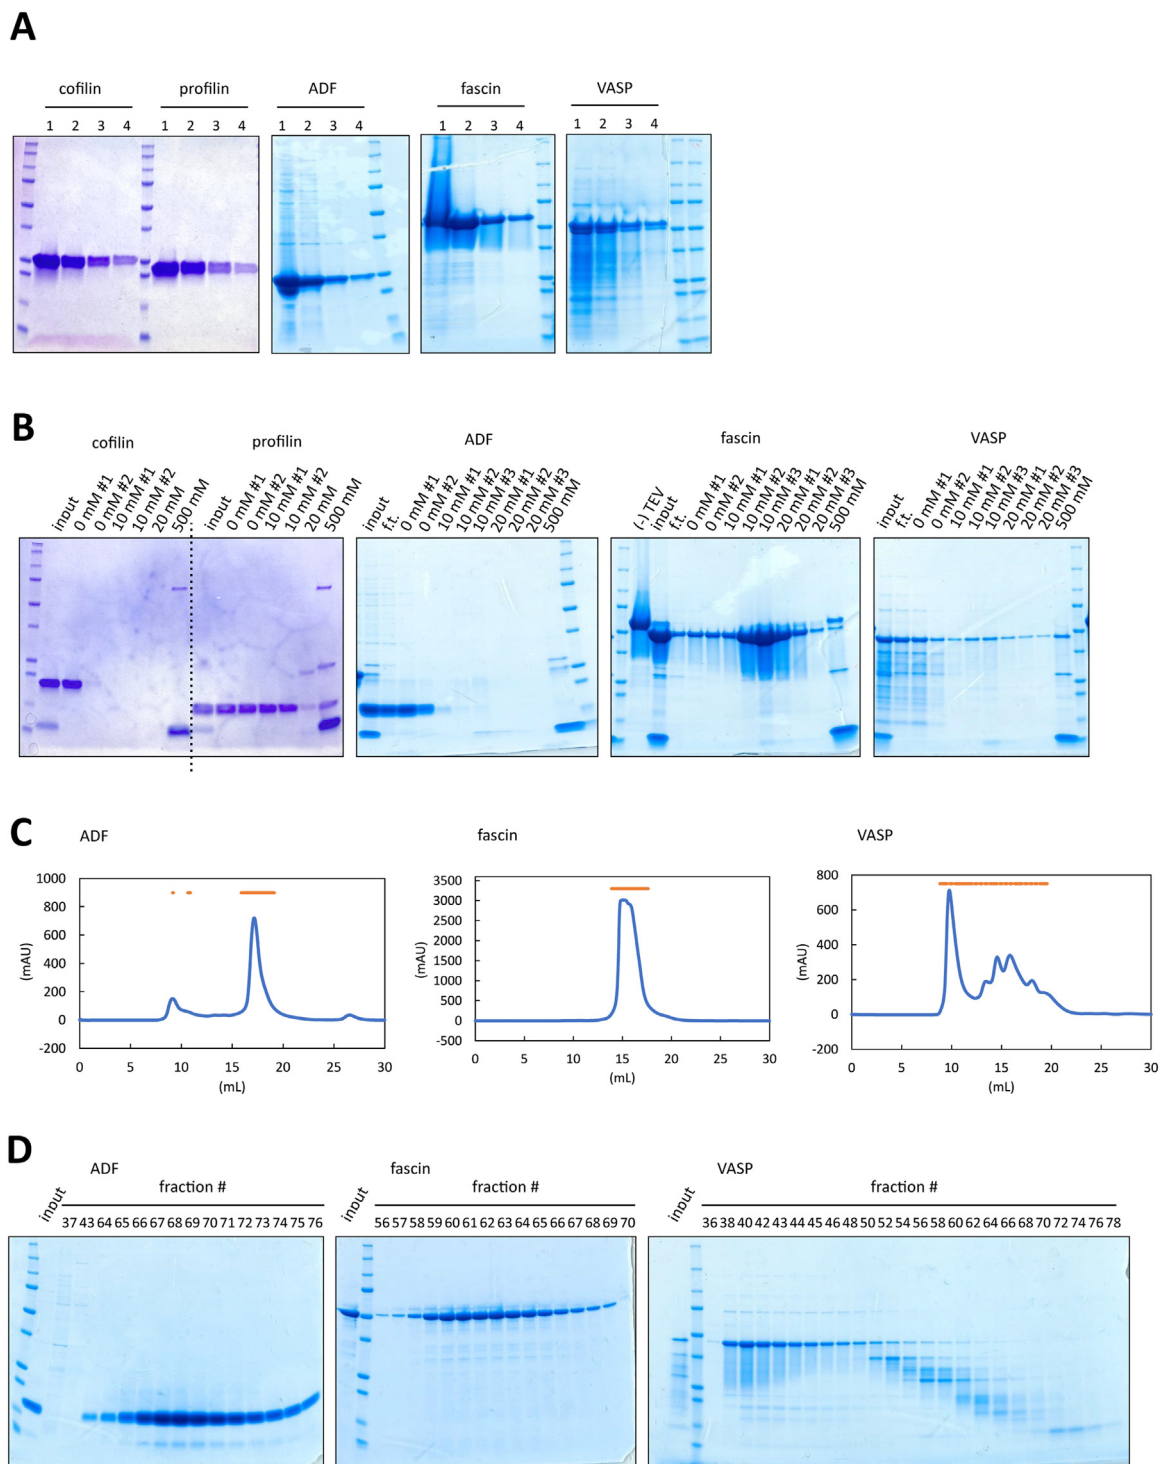 A
cofilin profilin ADF fascin VASP
1 2 3 4 1 2 3 4 1 2 3 4 1 2 3 4 1 2 3 4
B
cofilin profilin ADF fascin VASP
input 0 mM #1 0 mM #2 10 mM #1 10 mM #2 20 mM 500 mM input 0 mM #1 0 mM #2 10 mM #1 10 mM #2 20 mM 500 mM input f.t. 0 mM #1 0 mM #2 10 mM #1 10 mM #2 10 mM #3 20 mM #1 20 mM #2 20 mM #3 500 mM (-) TEV input f.t. 0 mM #1 0 mM #2 10 mM #1 10 mM #2 10 mM #3 20 mM #1 20 mM #2 20 mM #3 500 mM input f.t. 0 mM #1 0 mM #2 10 mM #1 10 mM #2 10 mM #3 20 mM #1 20 mM #2 20 mM #3 500 mM
C
ADF
1000
800
600
400
200
0
-200
(mAU)
0 5 10 15 20 25 30
(mL)
fascin
3500
3000
2500
2000
1500
1000
500
0
-500
(mAU)
0 5 10 15 20 25 30
(mL)
VASP
800
600
400
200
0
-200
(mAU)
0 5 10 15 20 25 30
(mL)
D
ADF
input
fraction #
37 43 64 65 66 67 68 69 70 71 72 73 74 75 76
fascin
input
fraction #
56 57 58 59 60 61 62 63 64 65 66 67 68 69 70
VASP
input
fraction #
36 38 40 42 43 44 45 46 48 50 52 54 56 58 60 62 64 66 68 70 72 74 76 78